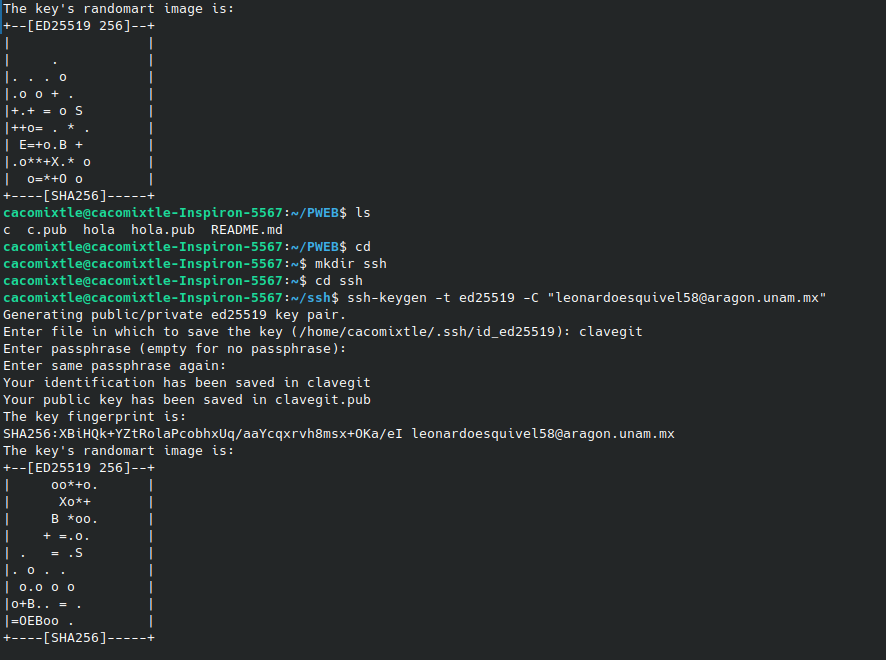 The key's randomart image is:
+--[ED25519 256]--+
|                 |
|     .           |
|. . . o          |
|.o o + .         |
|+.+ = o S        |
|++o= . * .       |
| E=+o.B +        |
|.o**+X.* o       |
|  o=*+O o        |
+----[SHA256]-----+
cacomixtle@cacomixtle-Inspiron-5567:~/PWEB$ ls
c  c.pub  hola  hola.pub  README.md
cacomixtle@cacomixtle-Inspiron-5567:~/PWEB$ cd
cacomixtle@cacomixtle-Inspiron-5567:~$ mkdir ssh
cacomixtle@cacomixtle-Inspiron-5567:~$ cd ssh
cacomixtle@cacomixtle-Inspiron-5567:~/ssh$ ssh-keygen -t ed25519 -C "leonardoesquivel58@aragon.unam.mx"
Generating public/private ed25519 key pair.
Enter file in which to save the key (/home/cacomixtle/.ssh/id_ed25519): clavegit
Enter passphrase (empty for no passphrase):
Enter same passphrase again:
Your identification has been saved in clavegit
Your public key has been saved in clavegit.pub
The key fingerprint is:
SHA256:XBiHQk+YZtRolaPcobhxUq/aaYcqxrvh8msx+OKa/eI leonardoesquivel58@aragon.unam.mx
The key's randomart image is:
+--[ED25519 256]--+
|     oo*+o.      |
|      Xo*+       |
|     B *oo.      |
|    + =.o.       |
| .   = .S        |
|. o . .          |
| o.o o o         |
|o+B.. = .        |
|=OEBoo .         |
+----[SHA256]-----+